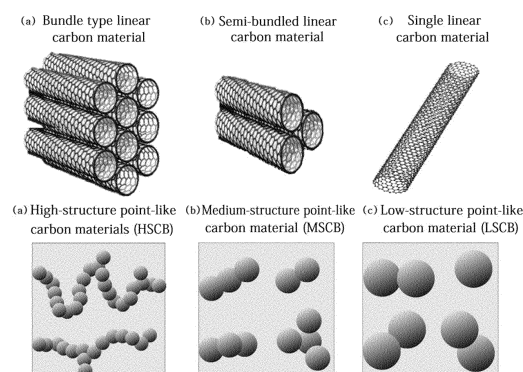 (a) Bundle type linear
carbon material
(b) Semi-bundled linear
carbon material
(c) Single linear
carbon material
(a) High-structure point-like
carbon materials (HSCB)
(b) Medium-structure point-like
carbon material (MSCB)
(c) Low-structure point-like
carbon material (LSCB)